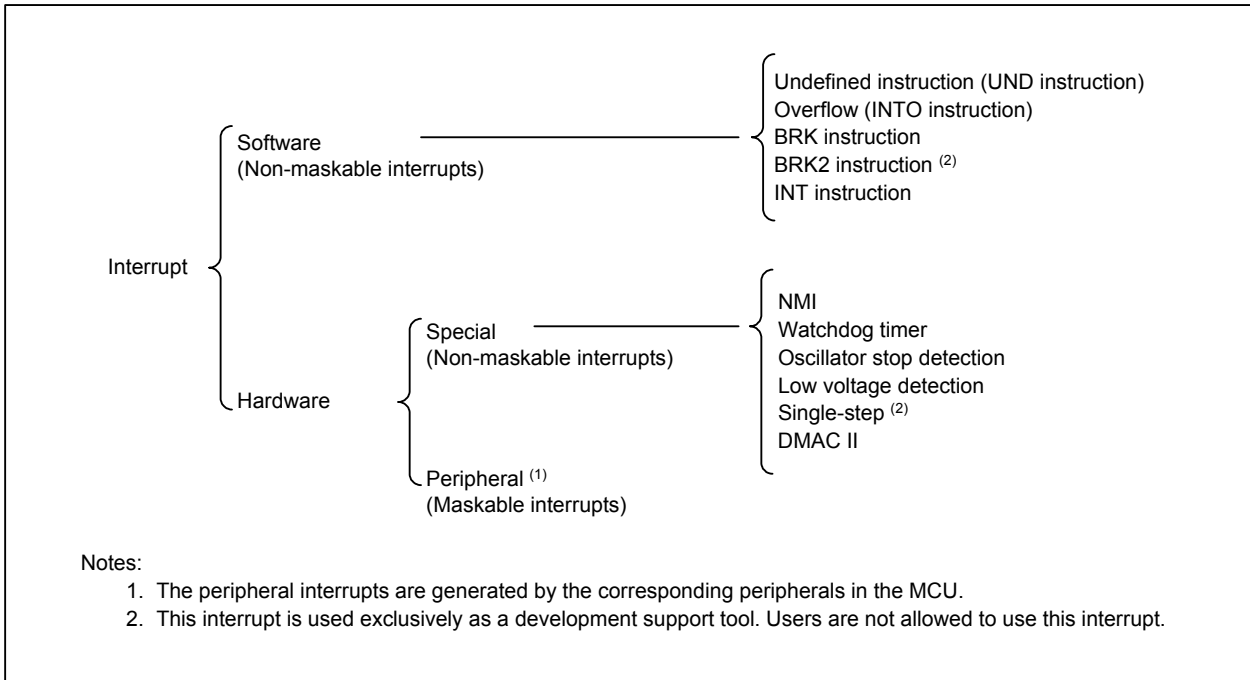 Undefined instruction (UND instruction)
Overflow (INTO instruction)
BRK instruction
BRK2 instruction (2)
INT instruction
Software
(Non-maskable interrupts)
Interrupt
NMI
Watchdog timer
Oscillator stop detection
Low voltage detection
Single-step (2)
DMAC II
Special
(Non-maskable interrupts)
Hardware
Peripheral (1)
(Maskable interrupts)
Notes:
1. The peripheral interrupts are generated by the corresponding peripherals in the MCU.
2. This interrupt is used exclusively as a development support tool. Users are not allowed to use this interrupt.